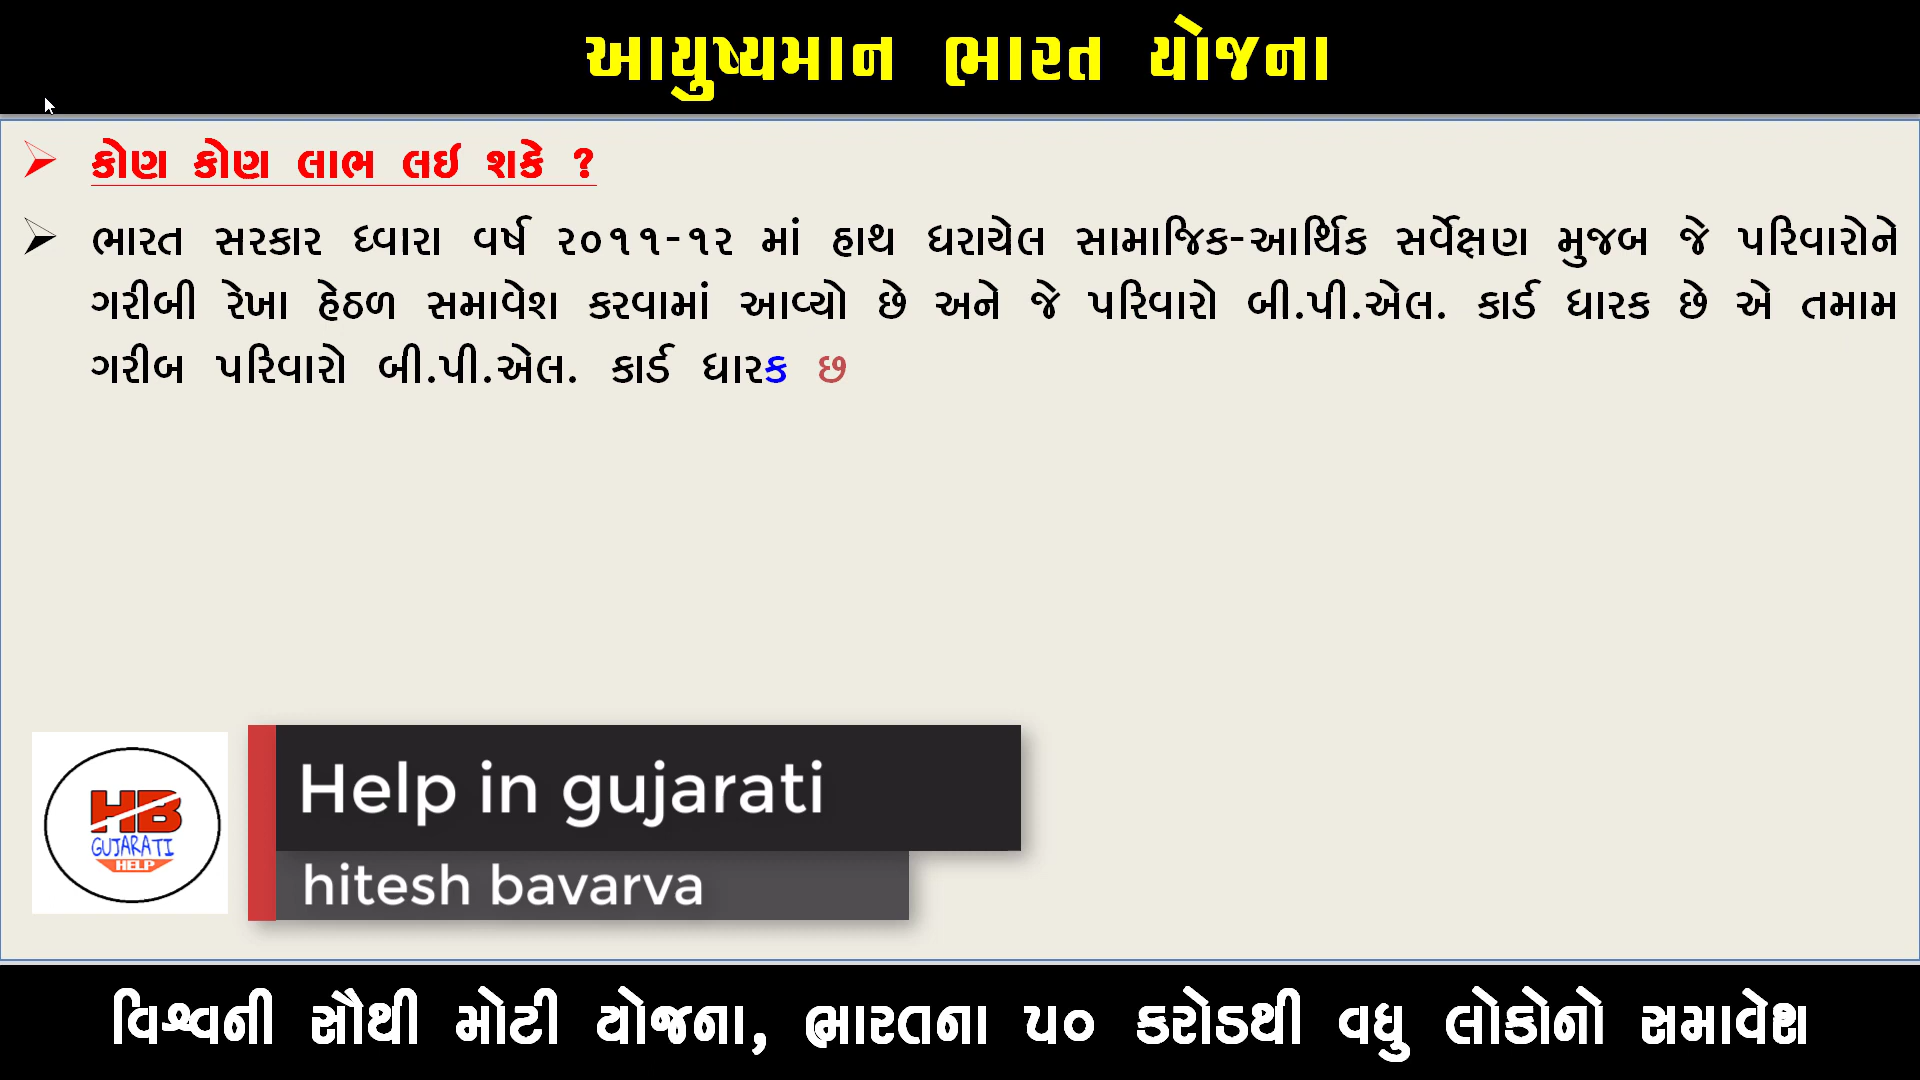 આયુષ્યમાન ભારત યોજના
કોણ કોણ લાભ લઇ શકે ?
ભારત સરકાર ધ્વારા વર્ષ ૨૦૧૧-૧૨ માં હાથ ધરાયેલ સામાજિક-આર્થિક સર્વેક્ષણ મુજબ જે પરિવારોને
ગરીબી રેખા હેઠળ સમાવેશ કરવામાં આવ્યો છે અને જે પરિવારો બી.પી.એલ. કાર્ડ ધારક છે એ તમામ
ગરીબ પરિવારો બી.પી.એલ. કાર્ડ ધારક છ
Help in gujarati
hitesh bavarva
HB
GUJARATI
HELP
વિશ્વની સૌથી મોટી યોજના, ભારતના ૫૦ કરોડથી વધુ લોકોનો સમાવેશ